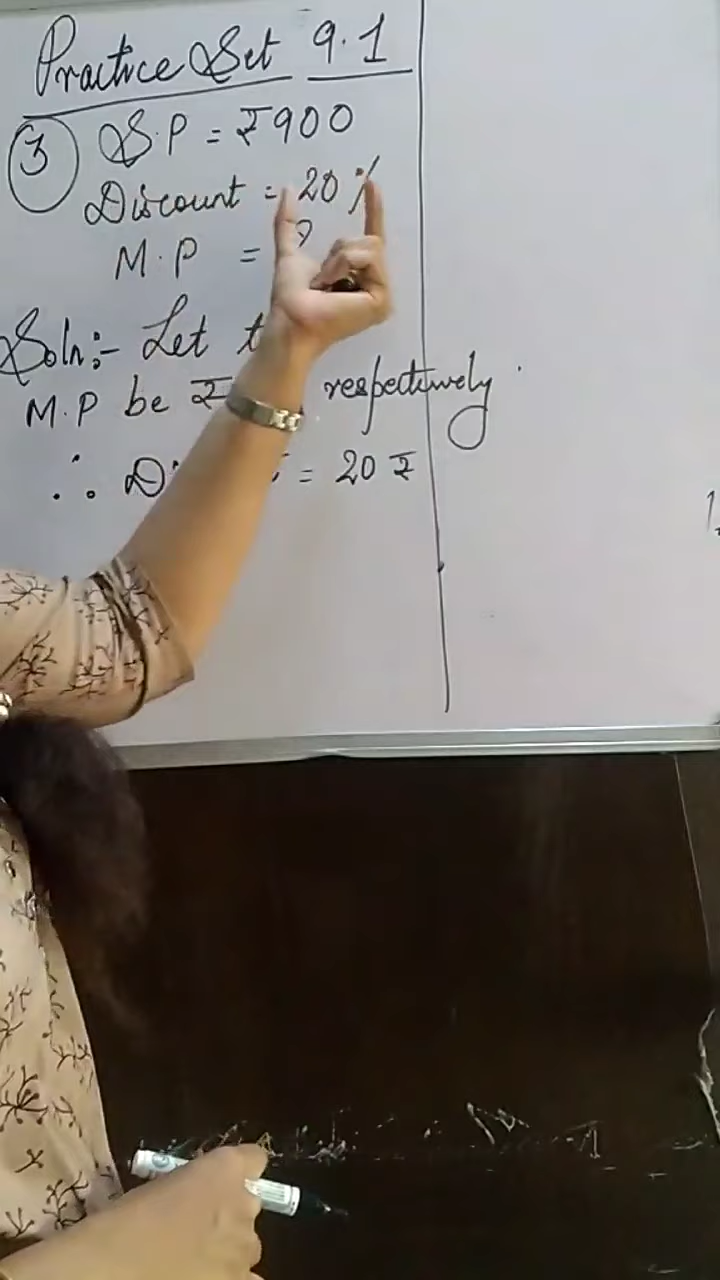 Practice Set 9.1
③ S.P = ₹900
Discount = 20 %
M.P = ?
Soln:- Let
M.P be ₹ respectively.
∴ = 20 ₹